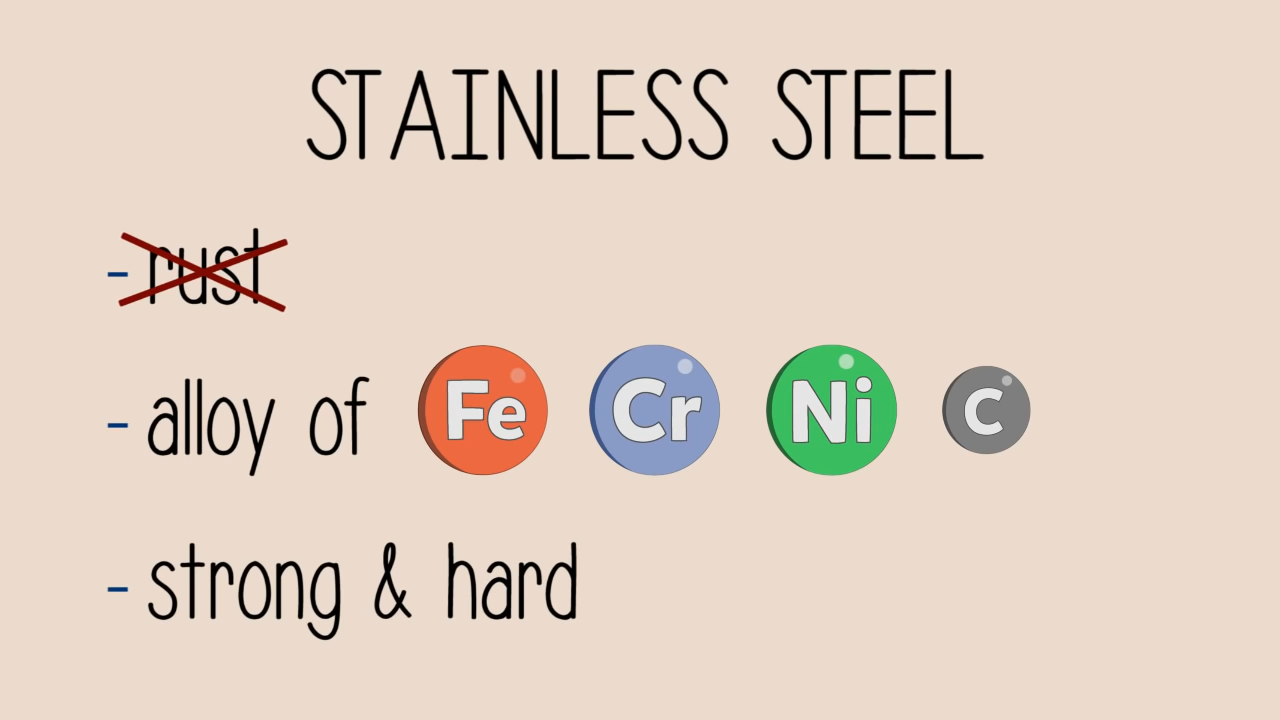 STAINLESS STEEL
- rust
- alloy of Fe Cr Ni C
- strong & hard